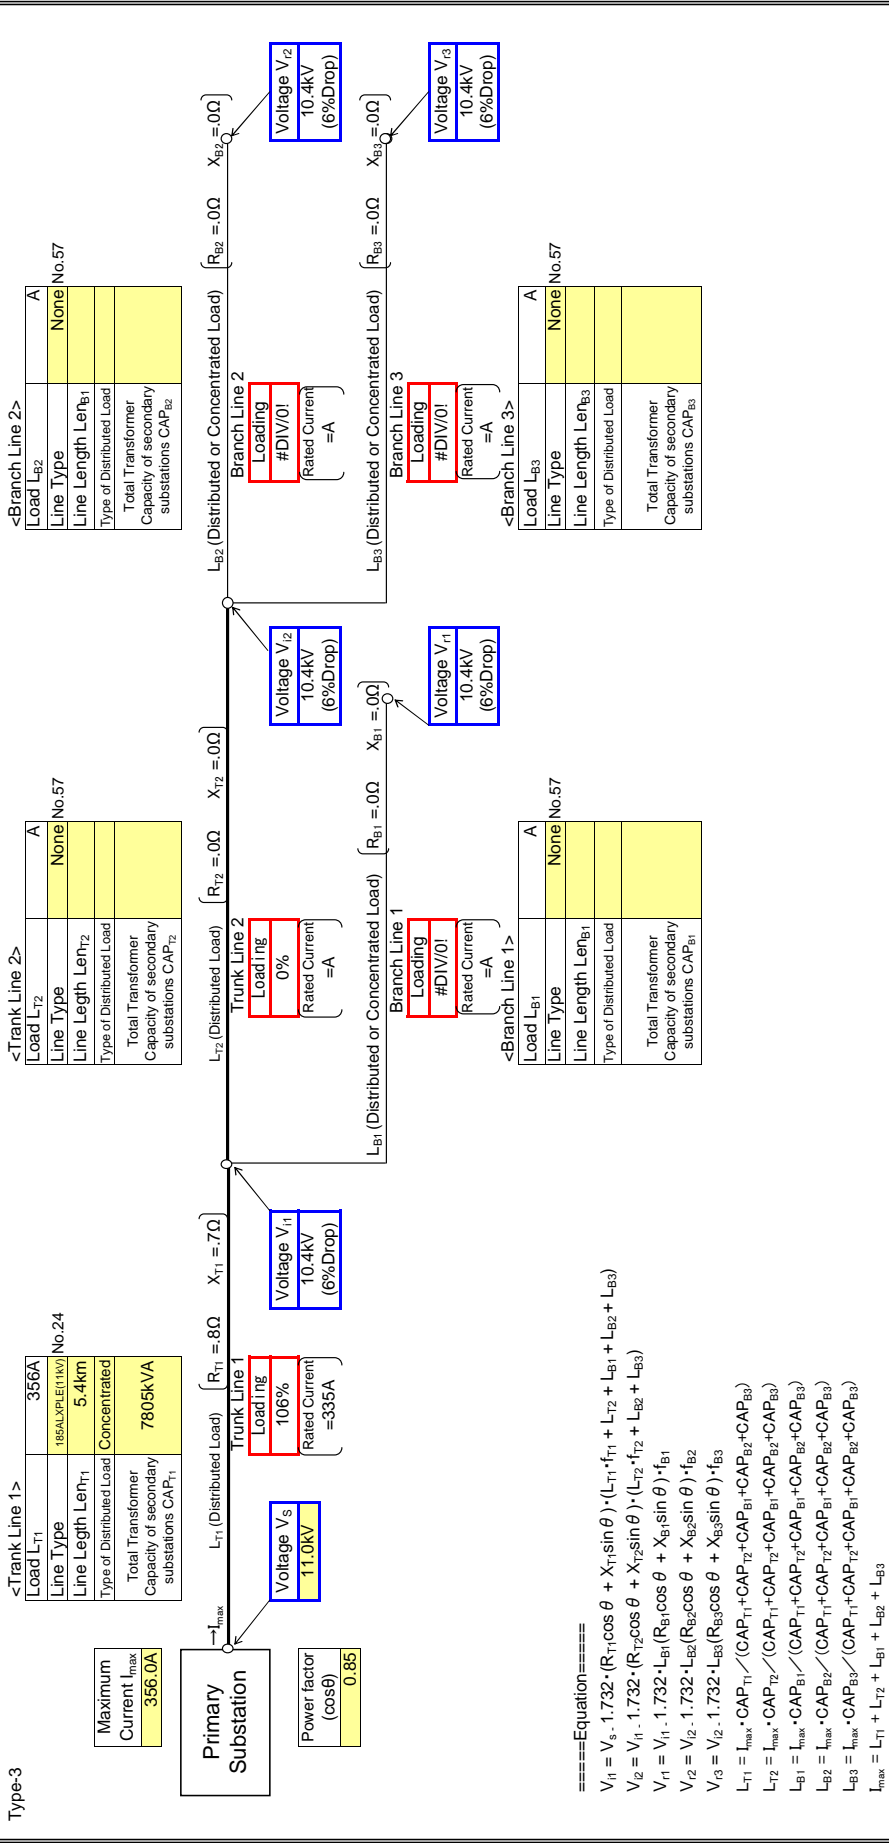 Type-3
Maximum
Current Imax
356.0A
Primary
Substation
Power factor
(cosθ)
0.85
→Imax
Voltage VS
11.0kV
<Trank Line 1>
Load LT1 356A
Line Type 185ALXPLE(11kV) No.24
Line Legth LenT1 5.4km
Type of Distributed Load Concentrated
Total Transformer
Capacity of secondary
substations CAPT1
7805kVA
LT1 (Distributed Load)
RT1 =.8Ω XT1 =.7Ω
Trunk Line 1
Loading
106%
Rated Current
=335A
Voltage Vi1
10.4kV
(6%Drop)
<Trank Line 2>
Load LT2 A
Line Type None No.57
Line Legth LenT2
Type of Distributed Load
Total Transformer
Capacity of secondary
substations CAPT2
LT2 (Distributed Load)
RT2 =.0Ω XT2 =.0Ω
Trunk Line 2
Loading
0%
Rated Current
=A
Voltage Vi2
10.4kV
(6%Drop)
LB1 (Distributed or Concentrated Load)
RB1 =.0Ω XB1 =.0Ω
Branch Line 1
Loading
#DIV/0!
Rated Current
=A
Voltage Vr1
10.4kV
(6%Drop)
<Branch Line 1>
Load LB1 A
Line Type None No.57
Line Length LenB1
Type of Distributed Load
Total Transformer
Capacity of secondary
substations CAPB1
<Branch Line 2>
Load LB2 A
Line Type None No.57
Line Length LenB1
Type of Distributed Load
Total Transformer
Capacity of secondary
substations CAPB2
LB2 (Distributed or Concentrated Load)
RB2 =.0Ω XB2 =.0Ω
Branch Line 2
Loading
#DIV/0!
Rated Current
=A
Voltage Vr2
10.4kV
(6%Drop)
LB3 (Distributed or Concentrated Load)
RB3 =.0Ω XB3 =.0Ω
Branch Line 3
Loading
#DIV/0!
Rated Current
=A
Voltage Vr3
10.4kV
(6%Drop)
<Branch Line 3>
Load LB3 A
Line Type None No.57
Line Length LenB3
Type of Distributed Load
Total Transformer
Capacity of secondary
substations CAPB3
=====Equation=====
Vi1 = Vs - 1.732・(RT1cos θ + XT1sin θ)・(LT1・fT1 + LT2 + LB1 + LB2 + LB3)
Vi2 = Vi1 - 1.732・(RT2cos θ + XT2sin θ)・(LT2・fT2 + LB2 + LB3)
Vr1 = Vi1 - 1.732・LB1(RB1cos θ + XB1sin θ)・fB1
Vr2 = Vi2 - 1.732・LB2(RB2cos θ + XB2sin θ)・fB2
Vr3 = Vi2 - 1.732・LB3(RB3cos θ + XB3sin θ)・fB3
LT1 = Imax・CAPT1／(CAPT1+CAPT2+CAPB1+CAPB2+CAPB3)
LT2 = Imax・CAPT2／(CAPT1+CAPT2+CAPB1+CAPB2+CAPB3)
LB1 = Imax・CAPB1／(CAPT1+CAPT2+CAPB1+CAPB2+CAPB3)
LB2 = Imax・CAPB2／(CAPT1+CAPT2+CAPB1+CAPB2+CAPB3)
LB3 = Imax・CAPB3／(CAPT1+CAPT2+CAPB1+CAPB2+CAPB3)
Imax = LT1 + LT2 + LB1 + LB2 + LB3